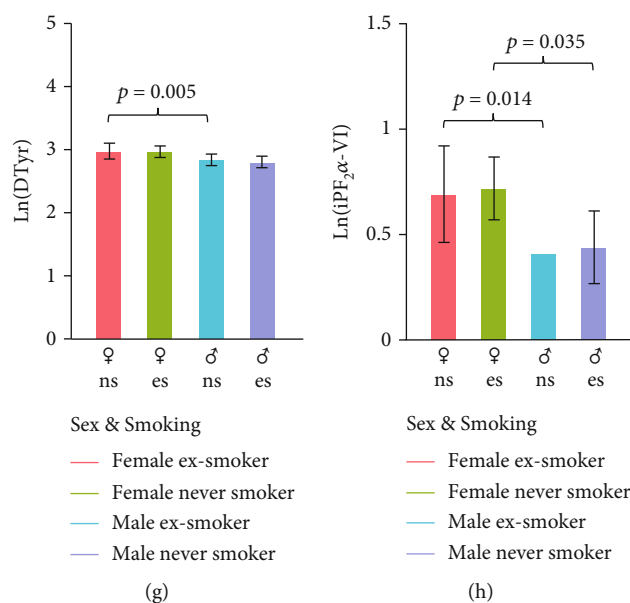 5
4
3
2
1
0
Ln(DTyr)
p = 0.005
♀ ♀ ♂ ♂
ns es ns es
Sex & Smoking
Female ex-smoker
Female never smoker
Male ex-smoker
Male never smoker
(g)
1.5
1
0.5
0
Ln(iPF₂α-VI)
p = 0.035
p = 0.014
♀ ♀ ♂ ♂
ns es ns es
Sex & Smoking
Female ex-smoker
Female never smoker
Male ex-smoker
Male never smoker
(h)